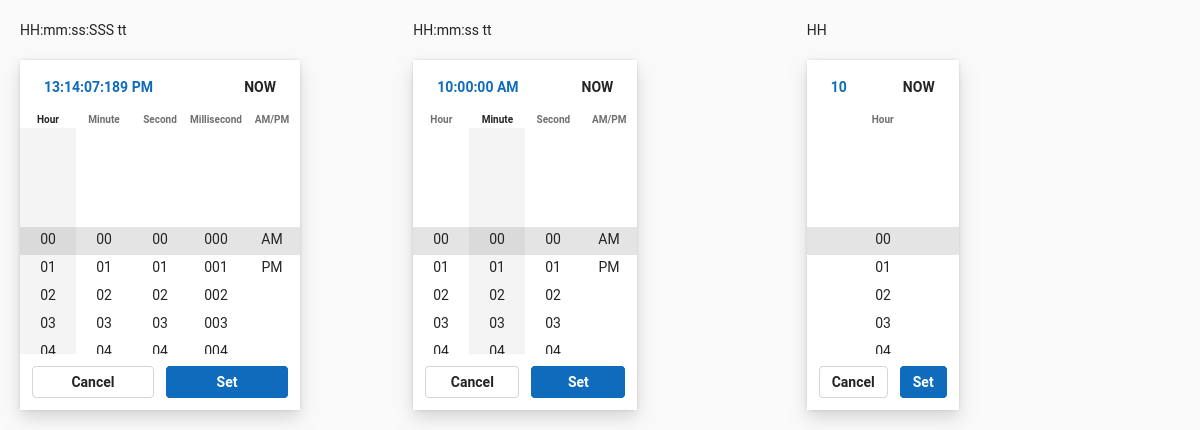 HH:mm:ss:SSS tt
13:14:07:189 PM NOW
Hour Minute Second Millisecond AM/PM
00 00 00 000 AM
01 01 01 001 PM
02 02 02 002
03 03 03 003
04 04 04 004
Cancel Set
HH:mm:ss tt
10:00:00 AM NOW
Hour Minute Second AM/PM
00 00 00 AM
01 01 01 PM
02 02 02
03 03 03
04 04 04
Cancel Set
HH
10 NOW
Hour
00
01
02
03
04
Cancel Set